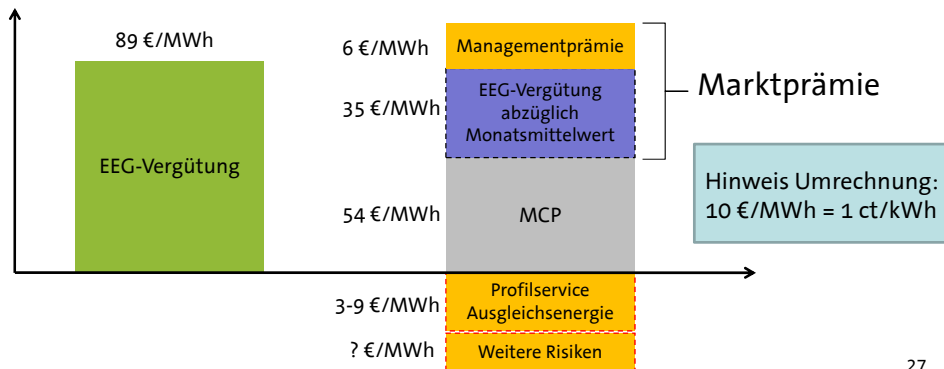 89 €/MWh
EEG-Vergütung
6 €/MWh
Managementprämie
35 €/MWh
EEG-Vergütung
abzüglich
Monatsmittelwert
Marktprämie
54 €/MWh
MCP
Hinweis Umrechnung:
10 €/MWh = 1 ct/kWh
3-9 €/MWh
Profilservice
Ausgleichsenergie
? €/MWh
Weitere Risiken
27